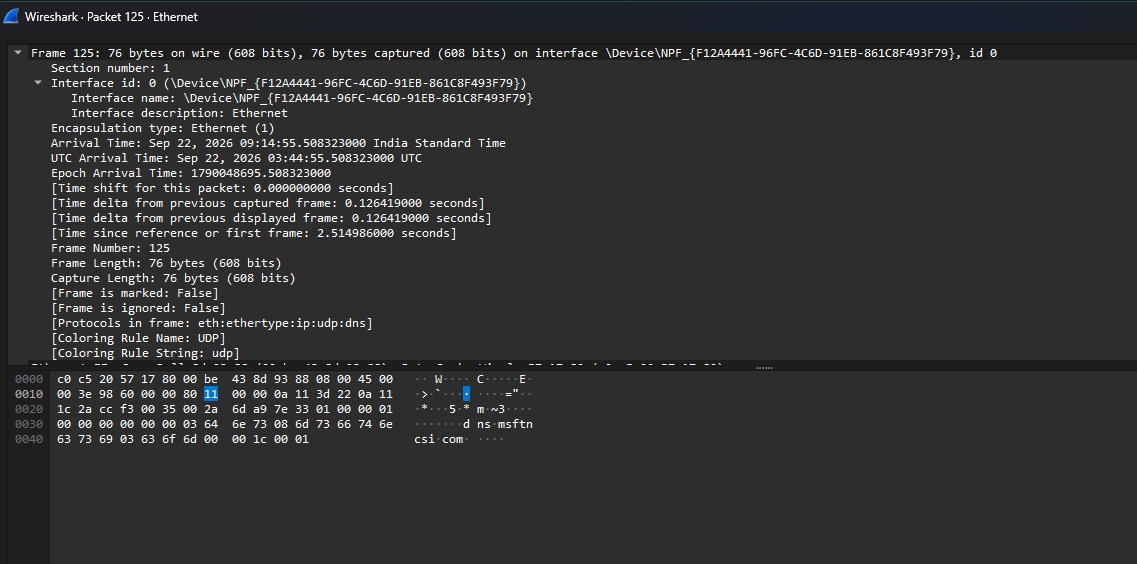 Wireshark · Packet 125 · Ethernet
Frame 125: 76 bytes on wire (608 bits), 76 bytes captured (608 bits) on interface \Device\NPF_{F12A4441-96FC-4C6D-91EB-861C8F493F79}, id 0
Section number: 1
Interface id: 0 (\Device\NPF_{F12A4441-96FC-4C6D-91EB-861C8F493F79})
Interface name: \Device\NPF_{F12A4441-96FC-4C6D-91EB-861C8F493F79}
Interface description: Ethernet
Encapsulation type: Ethernet (1)
Arrival Time: Sep 22, 2026 09:14:55.508323000 India Standard Time
UTC Arrival Time: Sep 22, 2026 03:44:55.508323000 UTC
Epoch Arrival Time: 1790048695.508323000
[Time shift for this packet: 0.000000000 seconds]
[Time delta from previous captured frame: 0.126419000 seconds]
[Time delta from previous displayed frame: 0.126419000 seconds]
[Time since reference or first frame: 2.514986000 seconds]
Frame Number: 125
Frame Length: 76 bytes (608 bits)
Capture Length: 76 bytes (608 bits)
[Frame is marked: False]
[Frame is ignored: False]
[Protocols in frame: eth:ethertype:ip:udp:dns]
[Coloring Rule Name: UDP]
[Coloring Rule String: udp]
0000 c0 c5 20 57 17 80 00 be 43 8d 93 88 08 00 45 00 ·· W···· C·····E·
0010 00 3e 98 60 00 00 80 11 00 00 0a 11 3d 22 0a 11 ·>·`···· ····="··
0020 1c 2a cc f3 00 35 00 2a 6d a9 7e 33 01 00 00 01 ·*···5·* m·~3····
0030 00 00 00 00 00 00 03 64 6e 73 08 6d 73 66 74 6e ·······d ns·msftn
0040 63 73 69 03 63 6f 6d 00 00 1c 00 01 csi·com· ····